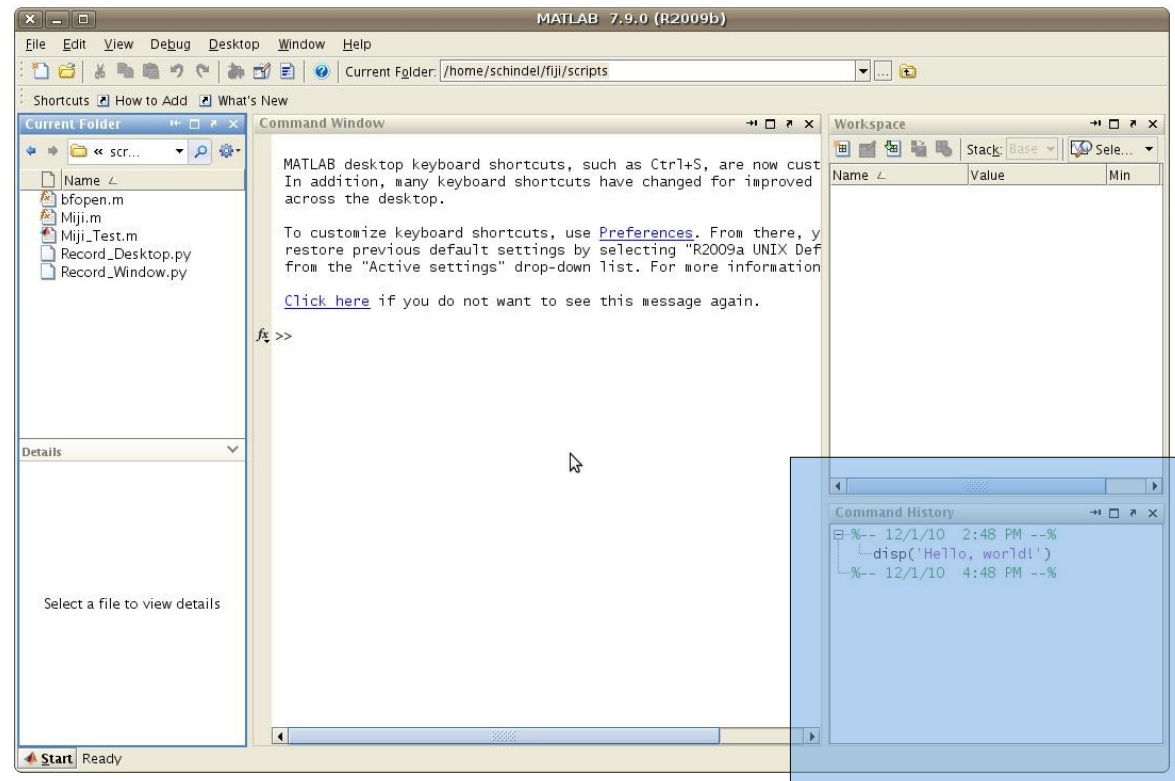 MATLAB 7.9.0 (R2009b)
File Edit View Debug Desktop Window Help
Current Folder: /home/schindel/fiji/scripts
Shortcuts How to Add What's New
Current Folder
« scr...
Name
bfopen.m
Miji.m
Miji_Test.m
Record_Desktop.py
Record_Window.py
Details
Select a file to view details
Command Window
MATLAB desktop keyboard shortcuts, such as Ctrl+S, are now cust
In addition, many keyboard shortcuts have changed for improved
across the desktop.
To customize keyboard shortcuts, use Preferences. From there, y
restore previous default settings by selecting "R2009a UNIX Def
from the "Active settings" drop-down list. For more information
Click here if you do not want to see this message again.
fx >>
Workspace
Stack: Base Sele...
Name Value Min
Command History
%-- 12/1/10 2:48 PM --%
disp('Hello, world!')
%-- 12/1/10 4:48 PM --%
Start Ready